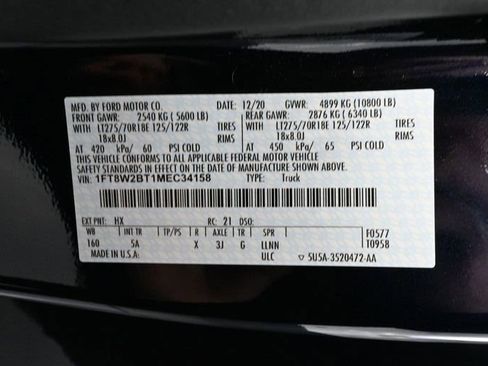 MFD. BY FORD MOTOR CO.
DATE: 12/20 GVWR: 4899 KG (10800 LB)
FRONT GAWR: 2540 KG (5600 LB) REAR GAWR: 2876 KG (6340 LB)
WITH LT275/70R18E 125/122R TIRES WITH LT275/70R18E 125/122R TIRES
18x8.0J RIMS 18x8.0J RIMS
AT 420 kPa/ 60 PSI COLD AT 450 kPa/ 65 PSI COLD
THIS VEHICLE CONFORMS TO ALL APPLICABLE FEDERAL MOTOR VEHICLE
SAFETY STANDARDS IN EFFECT ON THE DATE OF MANUFACTURE SHOWN ABOVE.
VIN: 1FT8W2BT1MEC34158 TYPE: Truck
EXT PNT: HX RC: 21 DSO:
WB INT TR TP/PS R AXLE TR SPR F0577
160 5A X 3J G LLNN T0958
MADE IN U.S.A. ULC 5U5A-3520472-AA